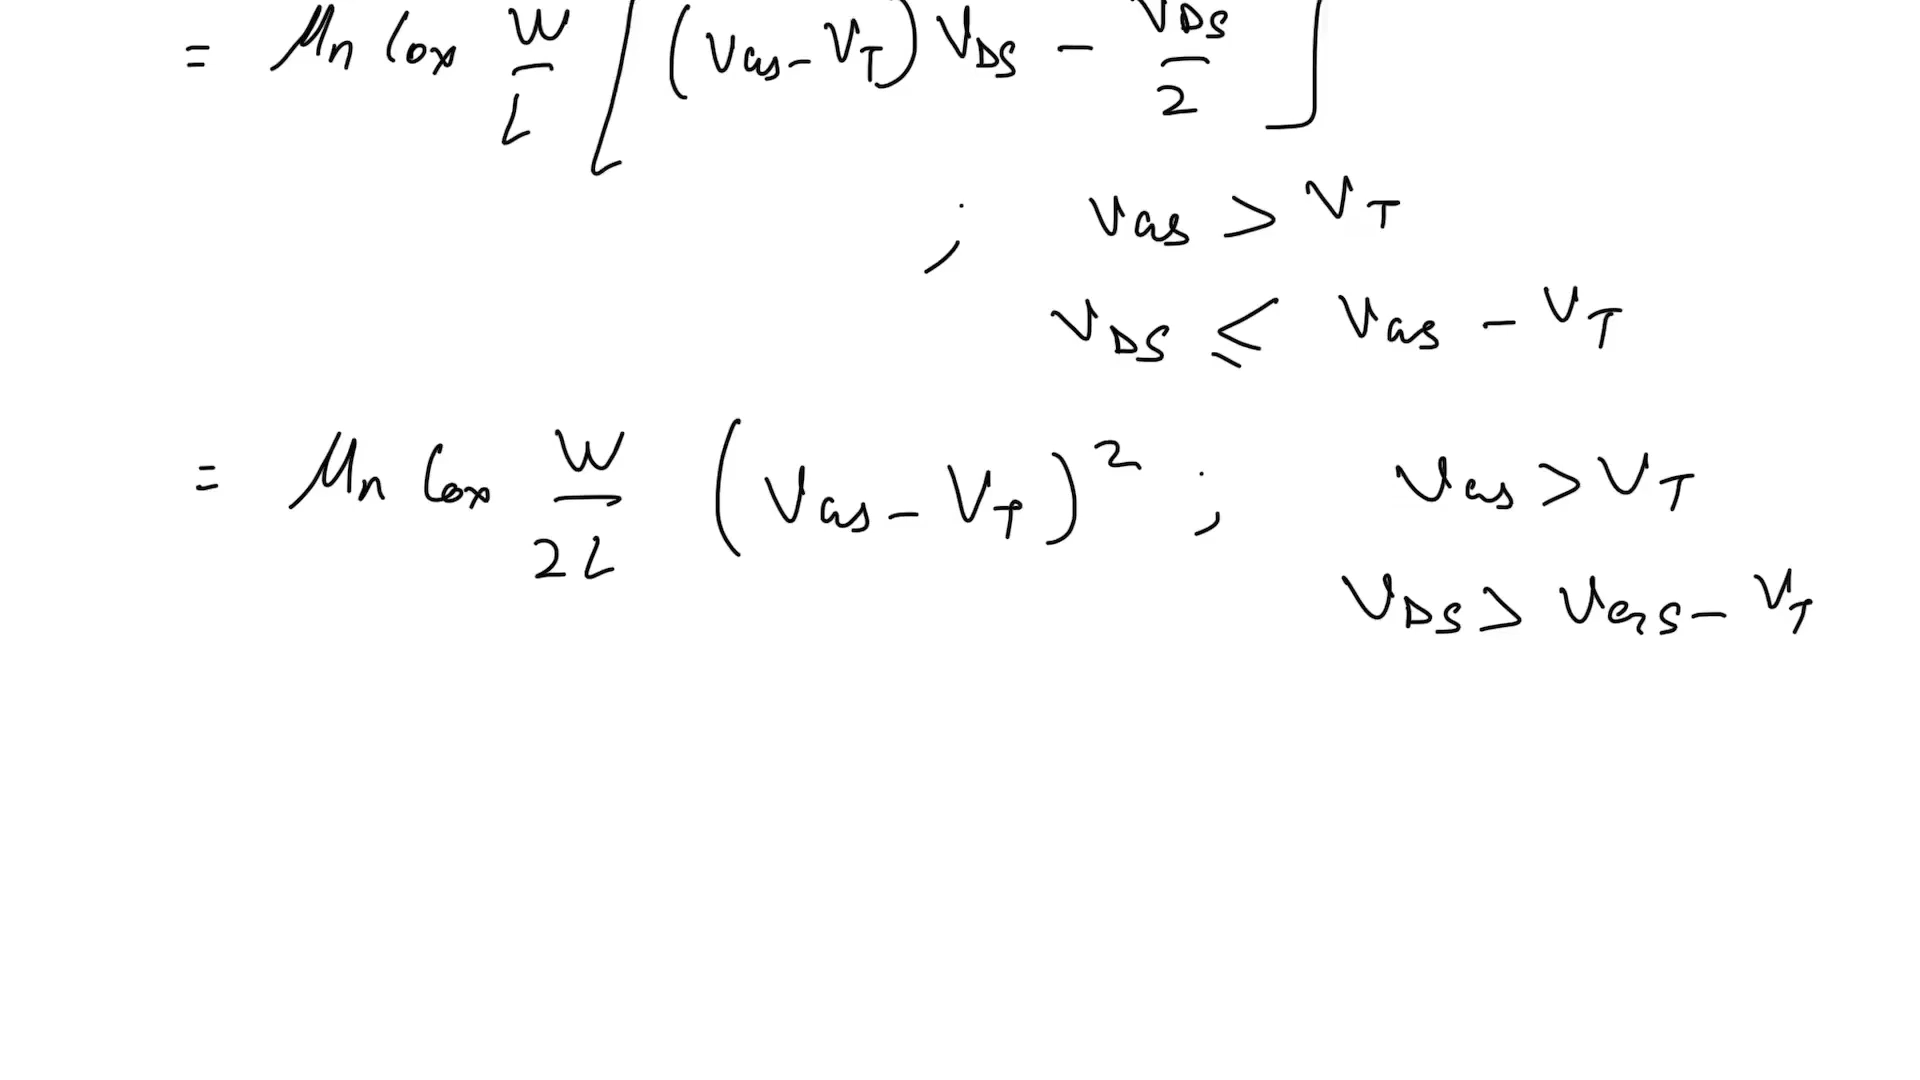 = μn Cox W/L [(VGS - VT) VDS - VDS/2]
; VGS > VT
VDS ≤ VGS - VT
= μn Cox W/2L (VGS - VT)² ; VGS > VT
VDS > VGS - VT